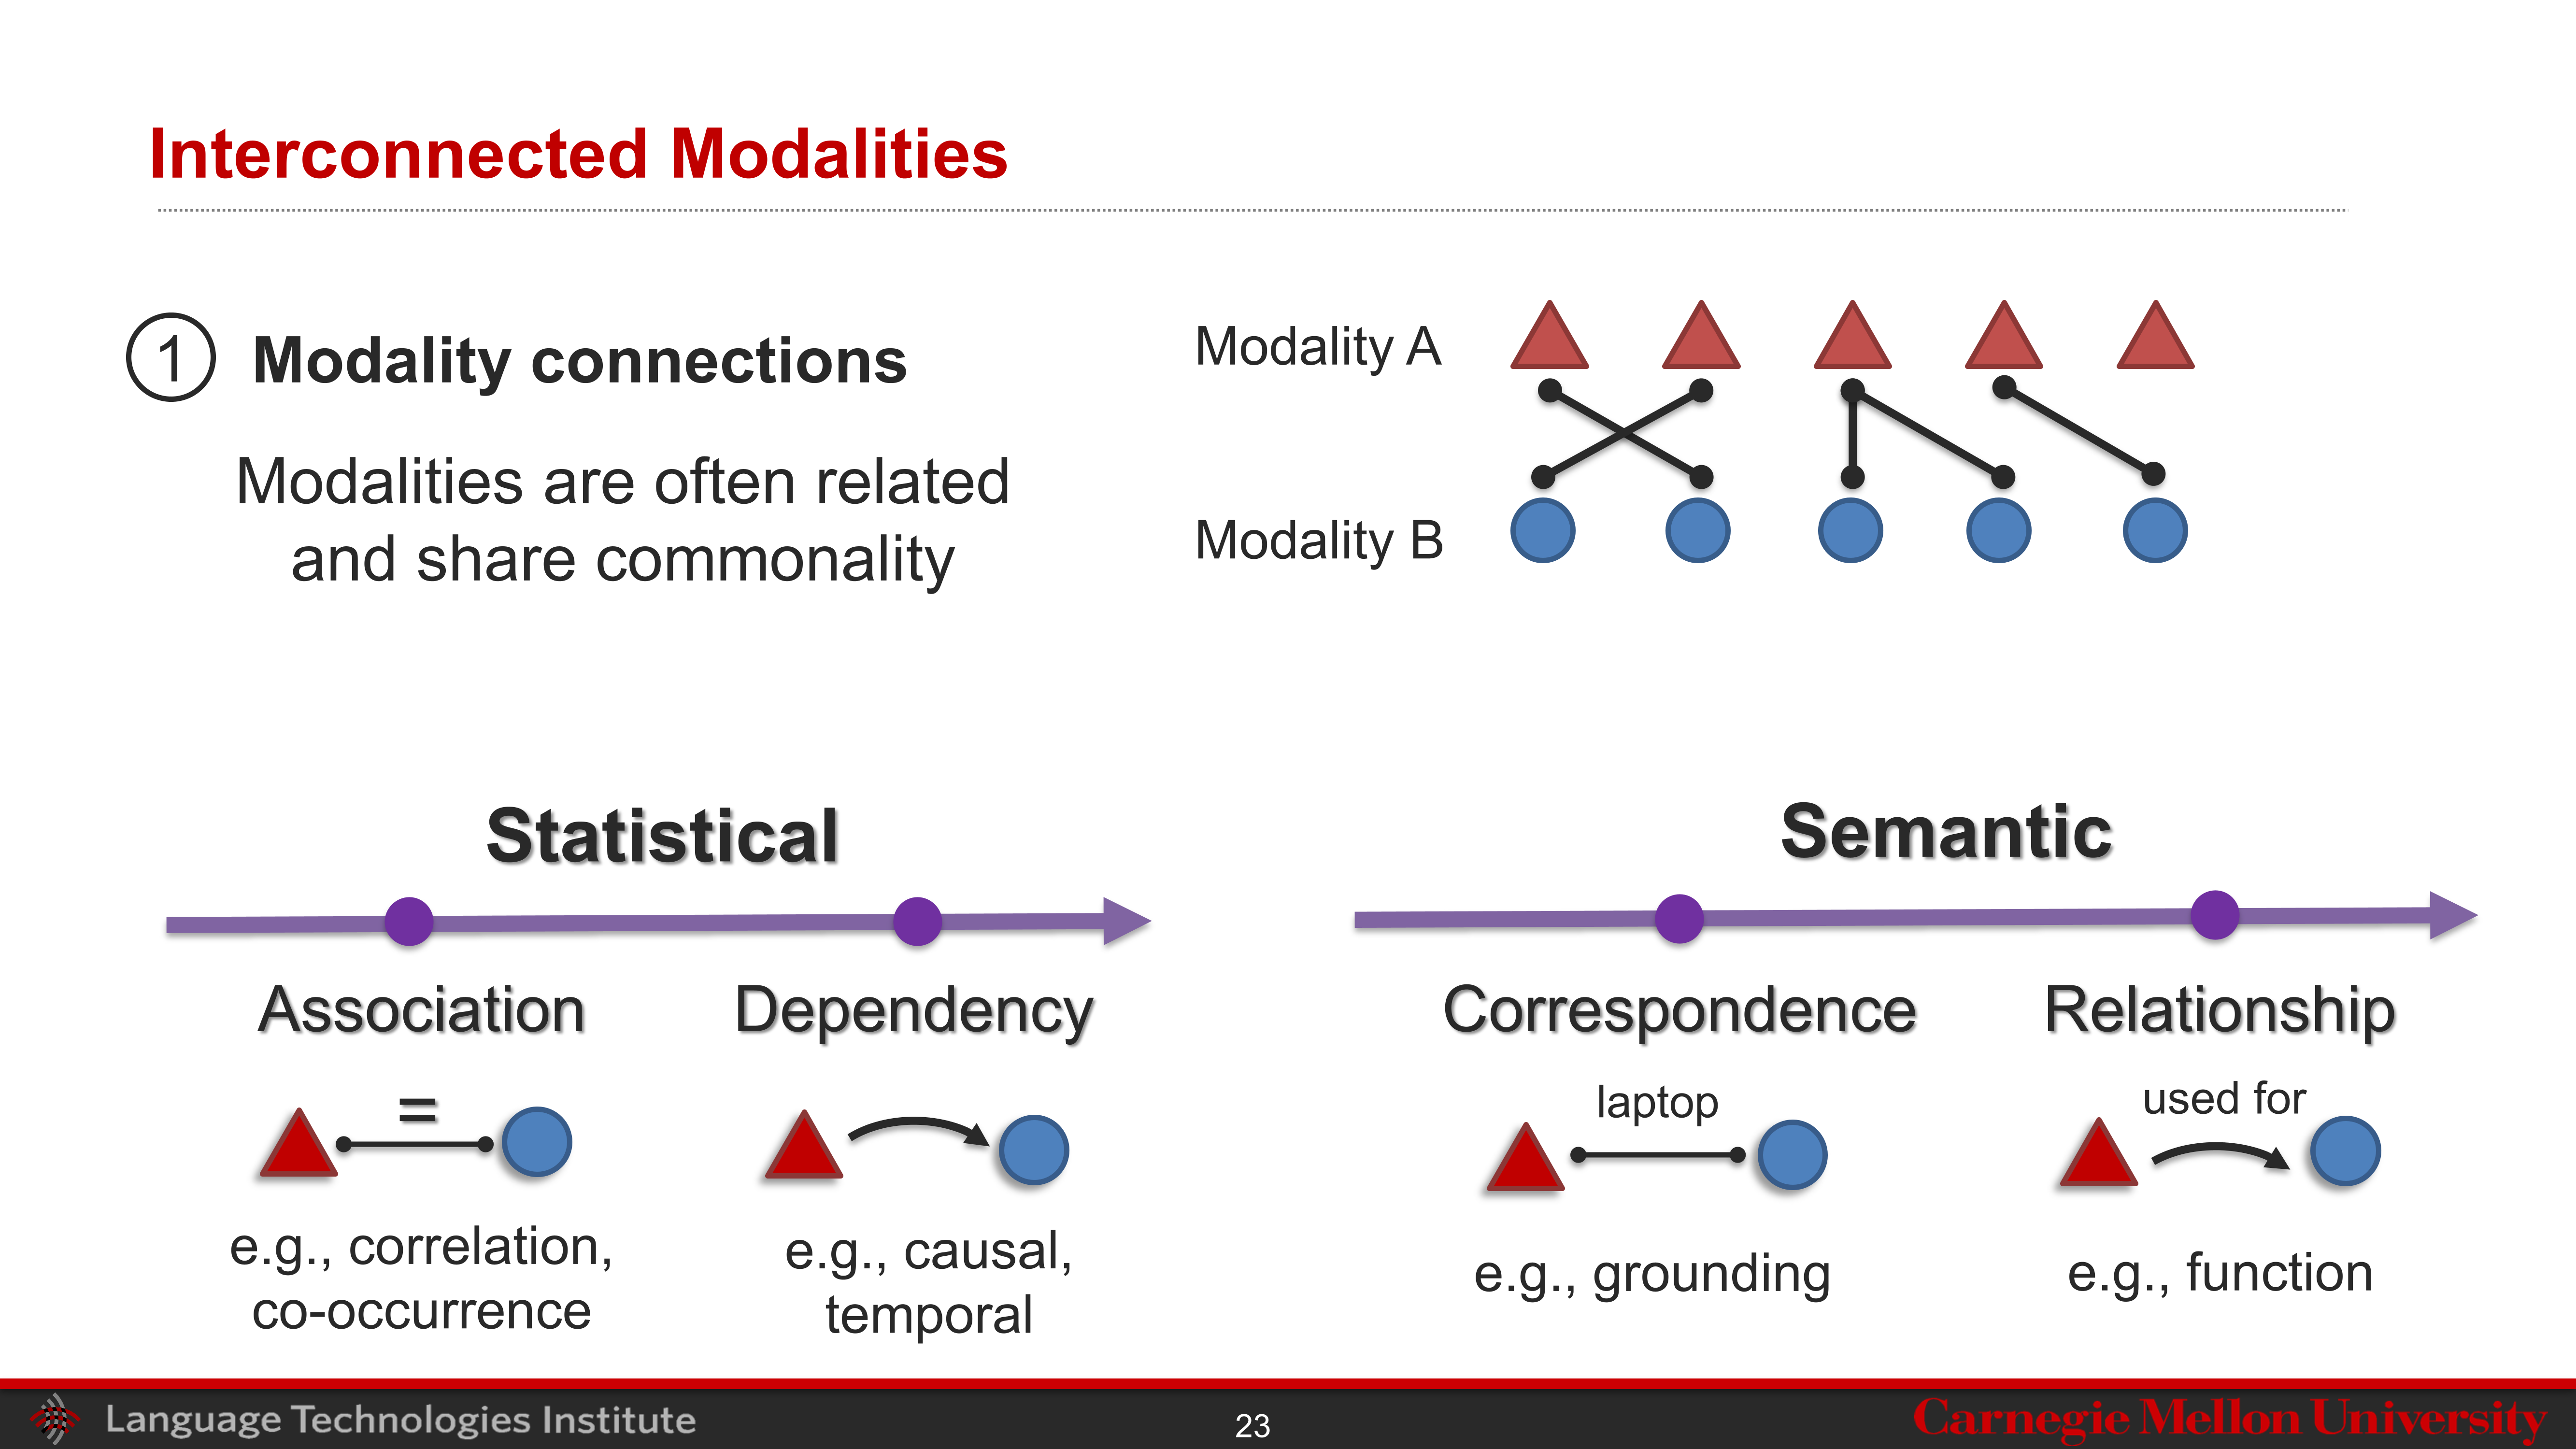 Interconnected Modalities
1 Modality connections
Modalities are often related
and share commonality
Modality A
Modality B
Statistical
Association
Dependency
=
e.g., correlation,
co-occurrence
e.g., causal,
temporal
Semantic
Correspondence
Relationship
laptop
used for
e.g., grounding
e.g., function
Language Technologies Institute
23
Carnegie Mellon University